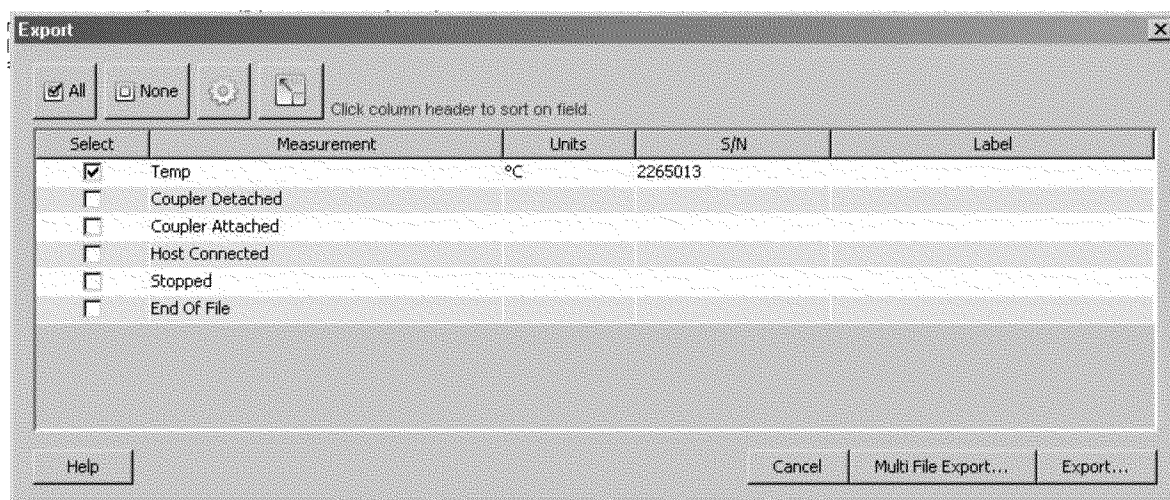 Export
All None
Click column header to sort on field.
Select Measurement Units S/N Label
Temp °C 2265013
Coupler Detached
Coupler Attached
Host Connected
Stopped
End Of File
Help Cancel Multi File Export... Export...